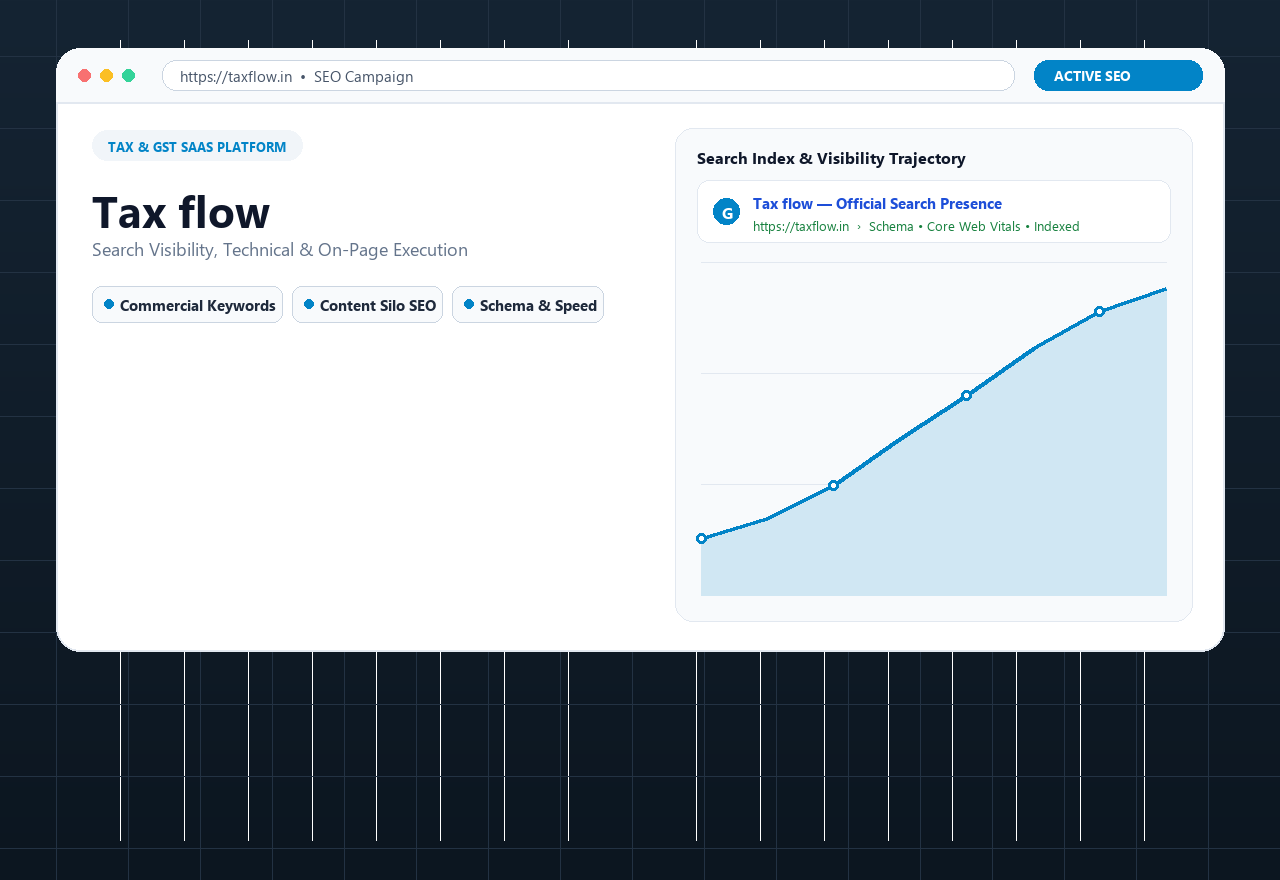 https://taxflow.in • SEO Campaign
ACTIVE SEO
TAX & GST SAAS PLATFORM
Tax flow
Search Visibility, Technical & On-Page Execution
Commercial Keywords
Content Silo SEO
Schema & Speed
Search Index & Visibility Trajectory
G
Tax flow — Official Search Presence
https://taxflow.in › Schema • Core Web Vitals • Indexed